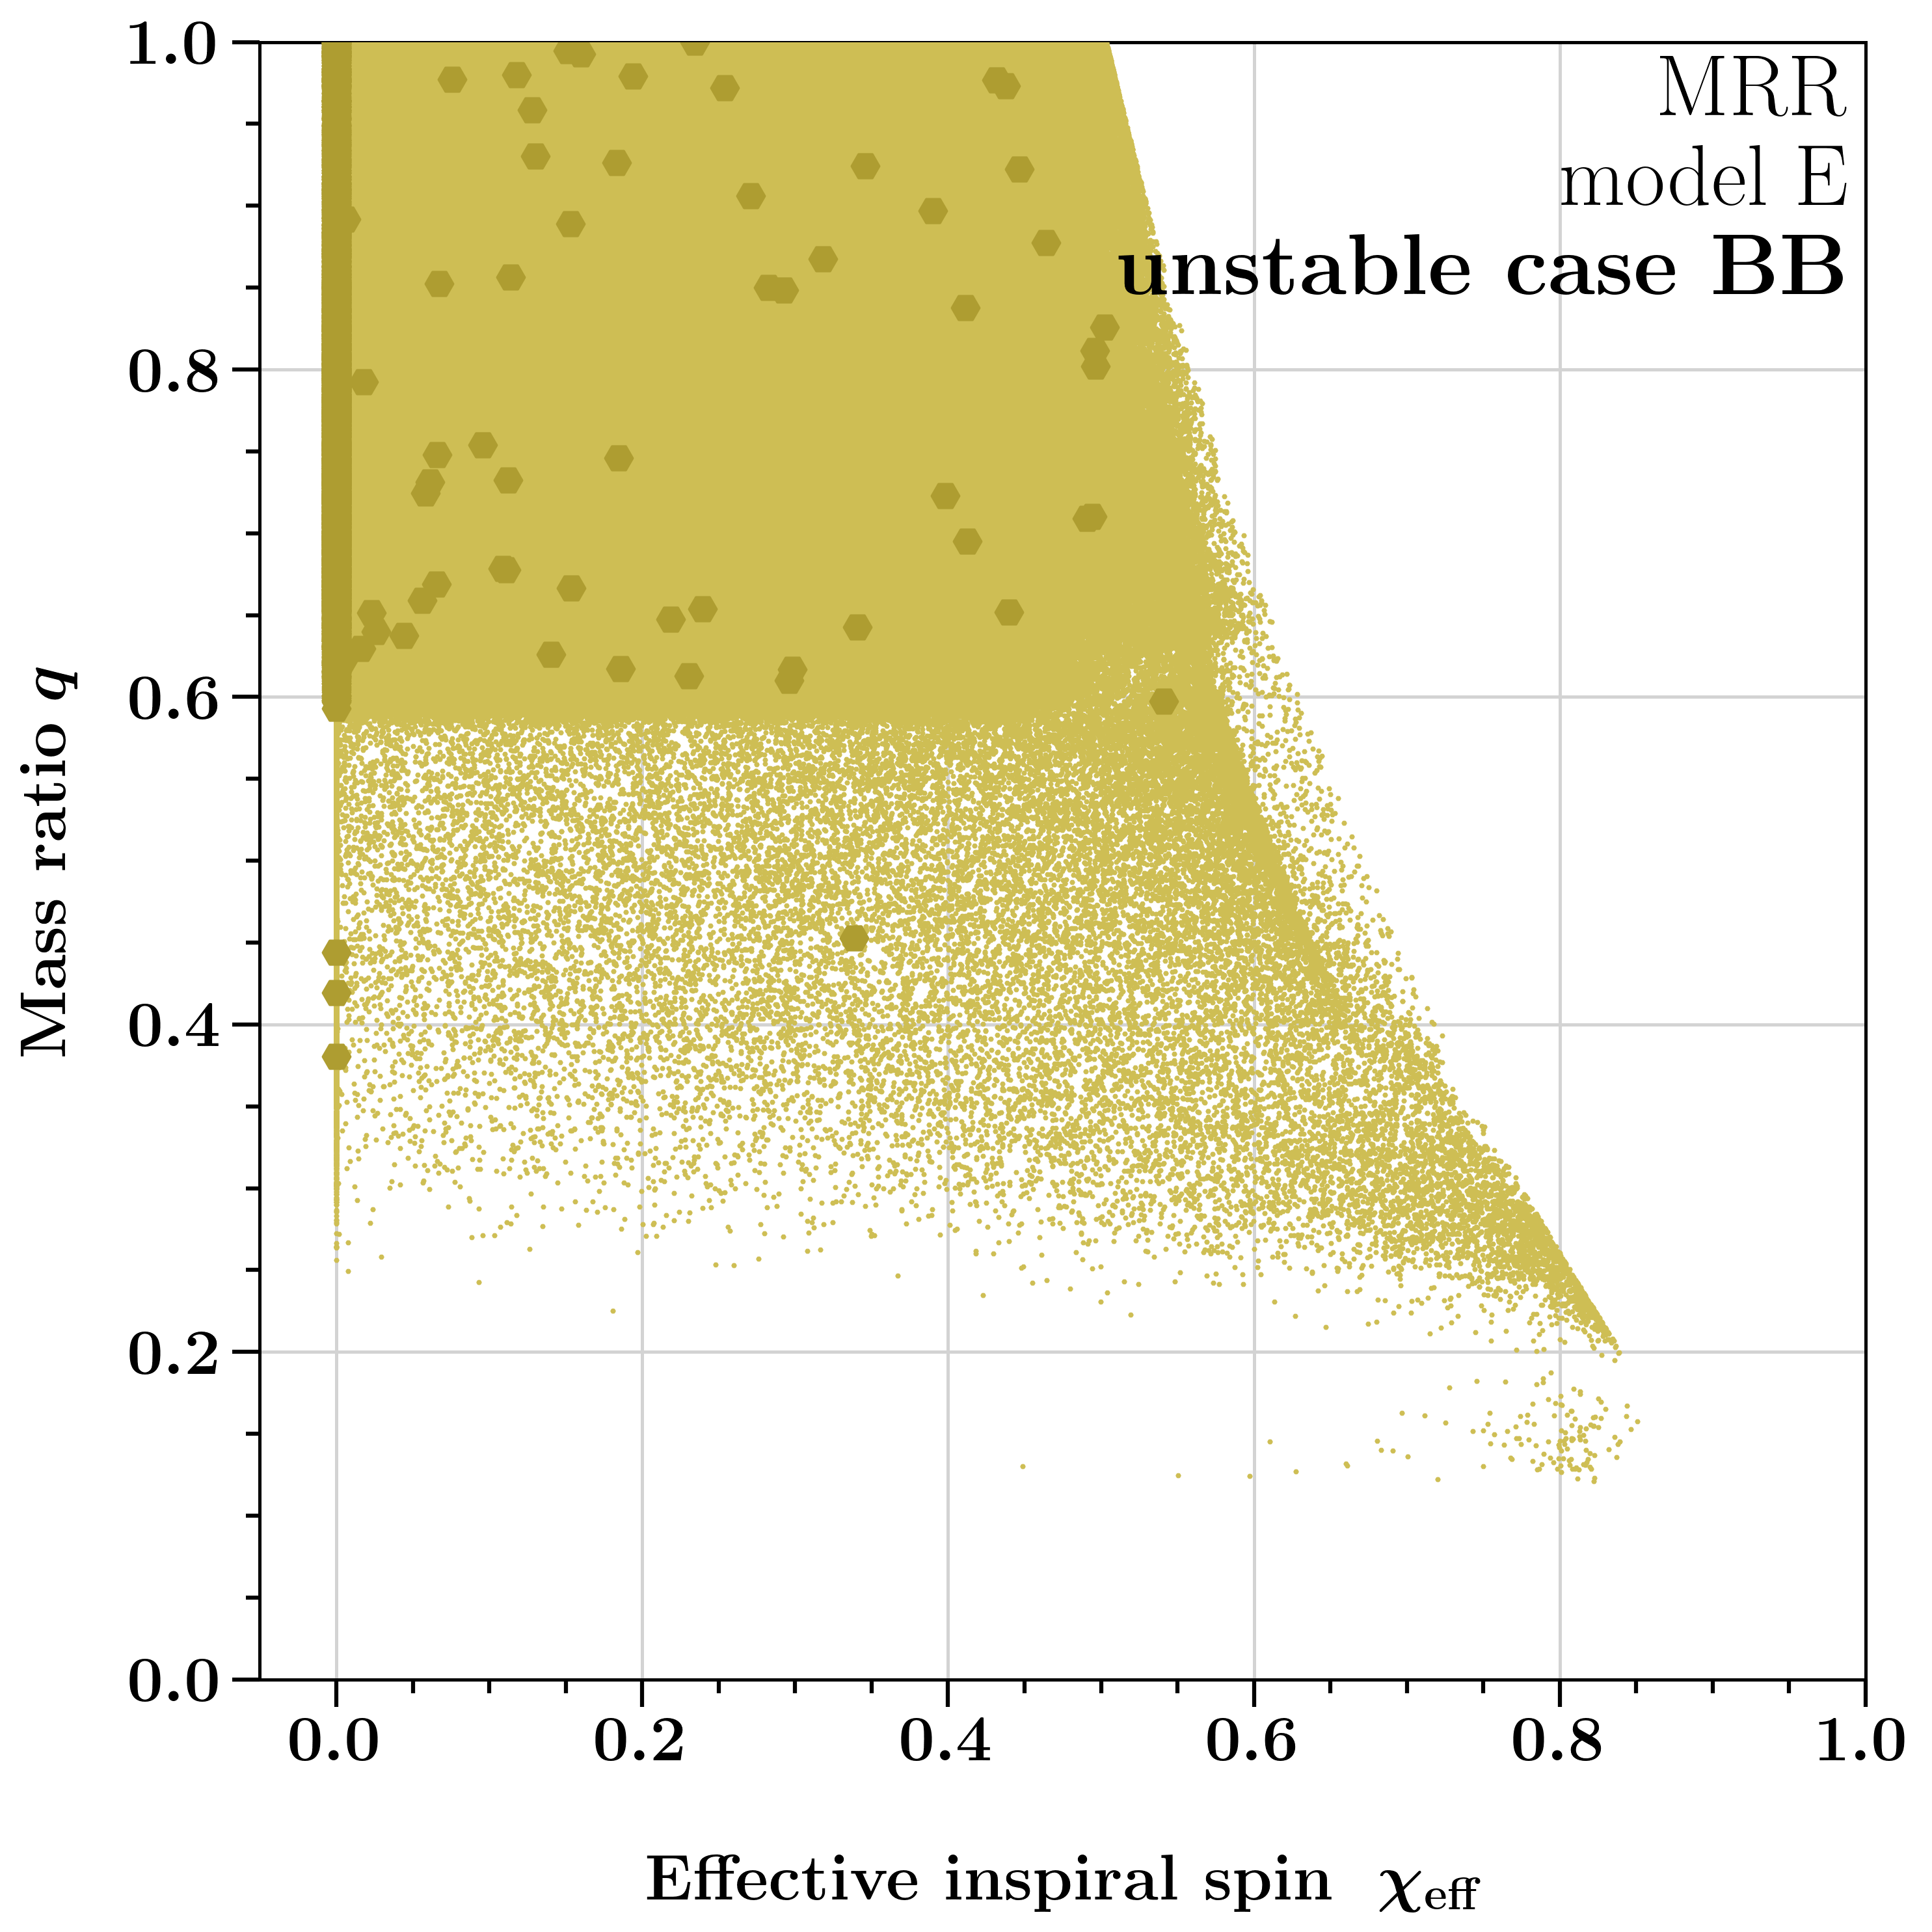 MRR
model E
unstable case BB
1.0
0.8
0.6
0.4
0.2
0.0
Mass ratio q
0.0 0.2 0.4 0.6 0.8 1.0
Effective inspiral spin χeff